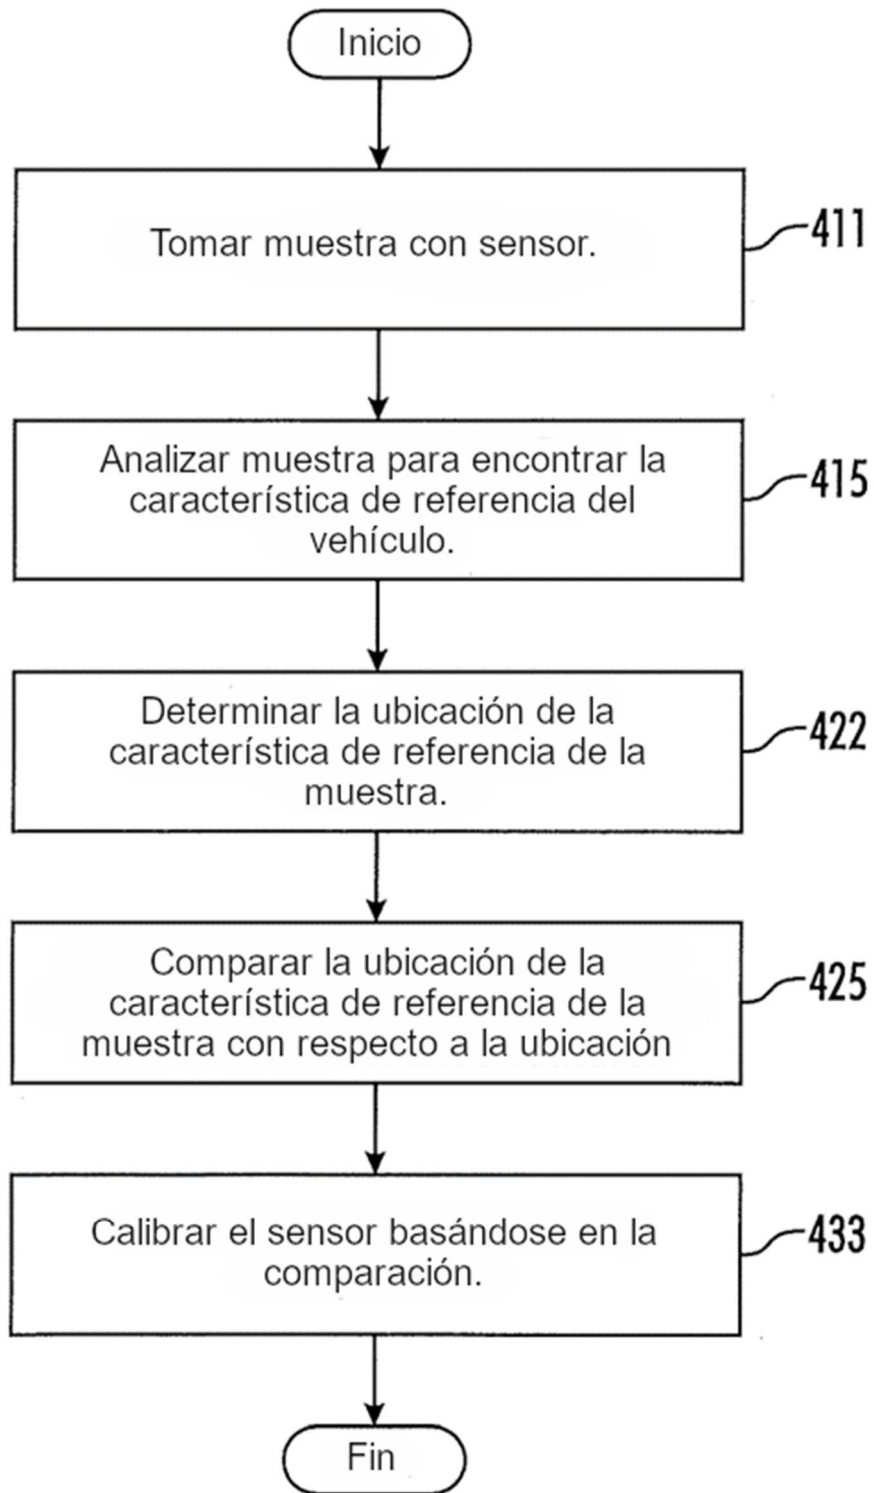 Inicio
Tomar muestra con sensor.
411
Analizar muestra para encontrar la
característica de referencia del
vehículo.
415
Determinar la ubicación de la
característica de referencia de la
muestra.
422
Comparar la ubicación de la
característica de referencia de la
muestra con respecto a la ubicación
425
Calibrar el sensor basándose en la
comparación.
433
Fin